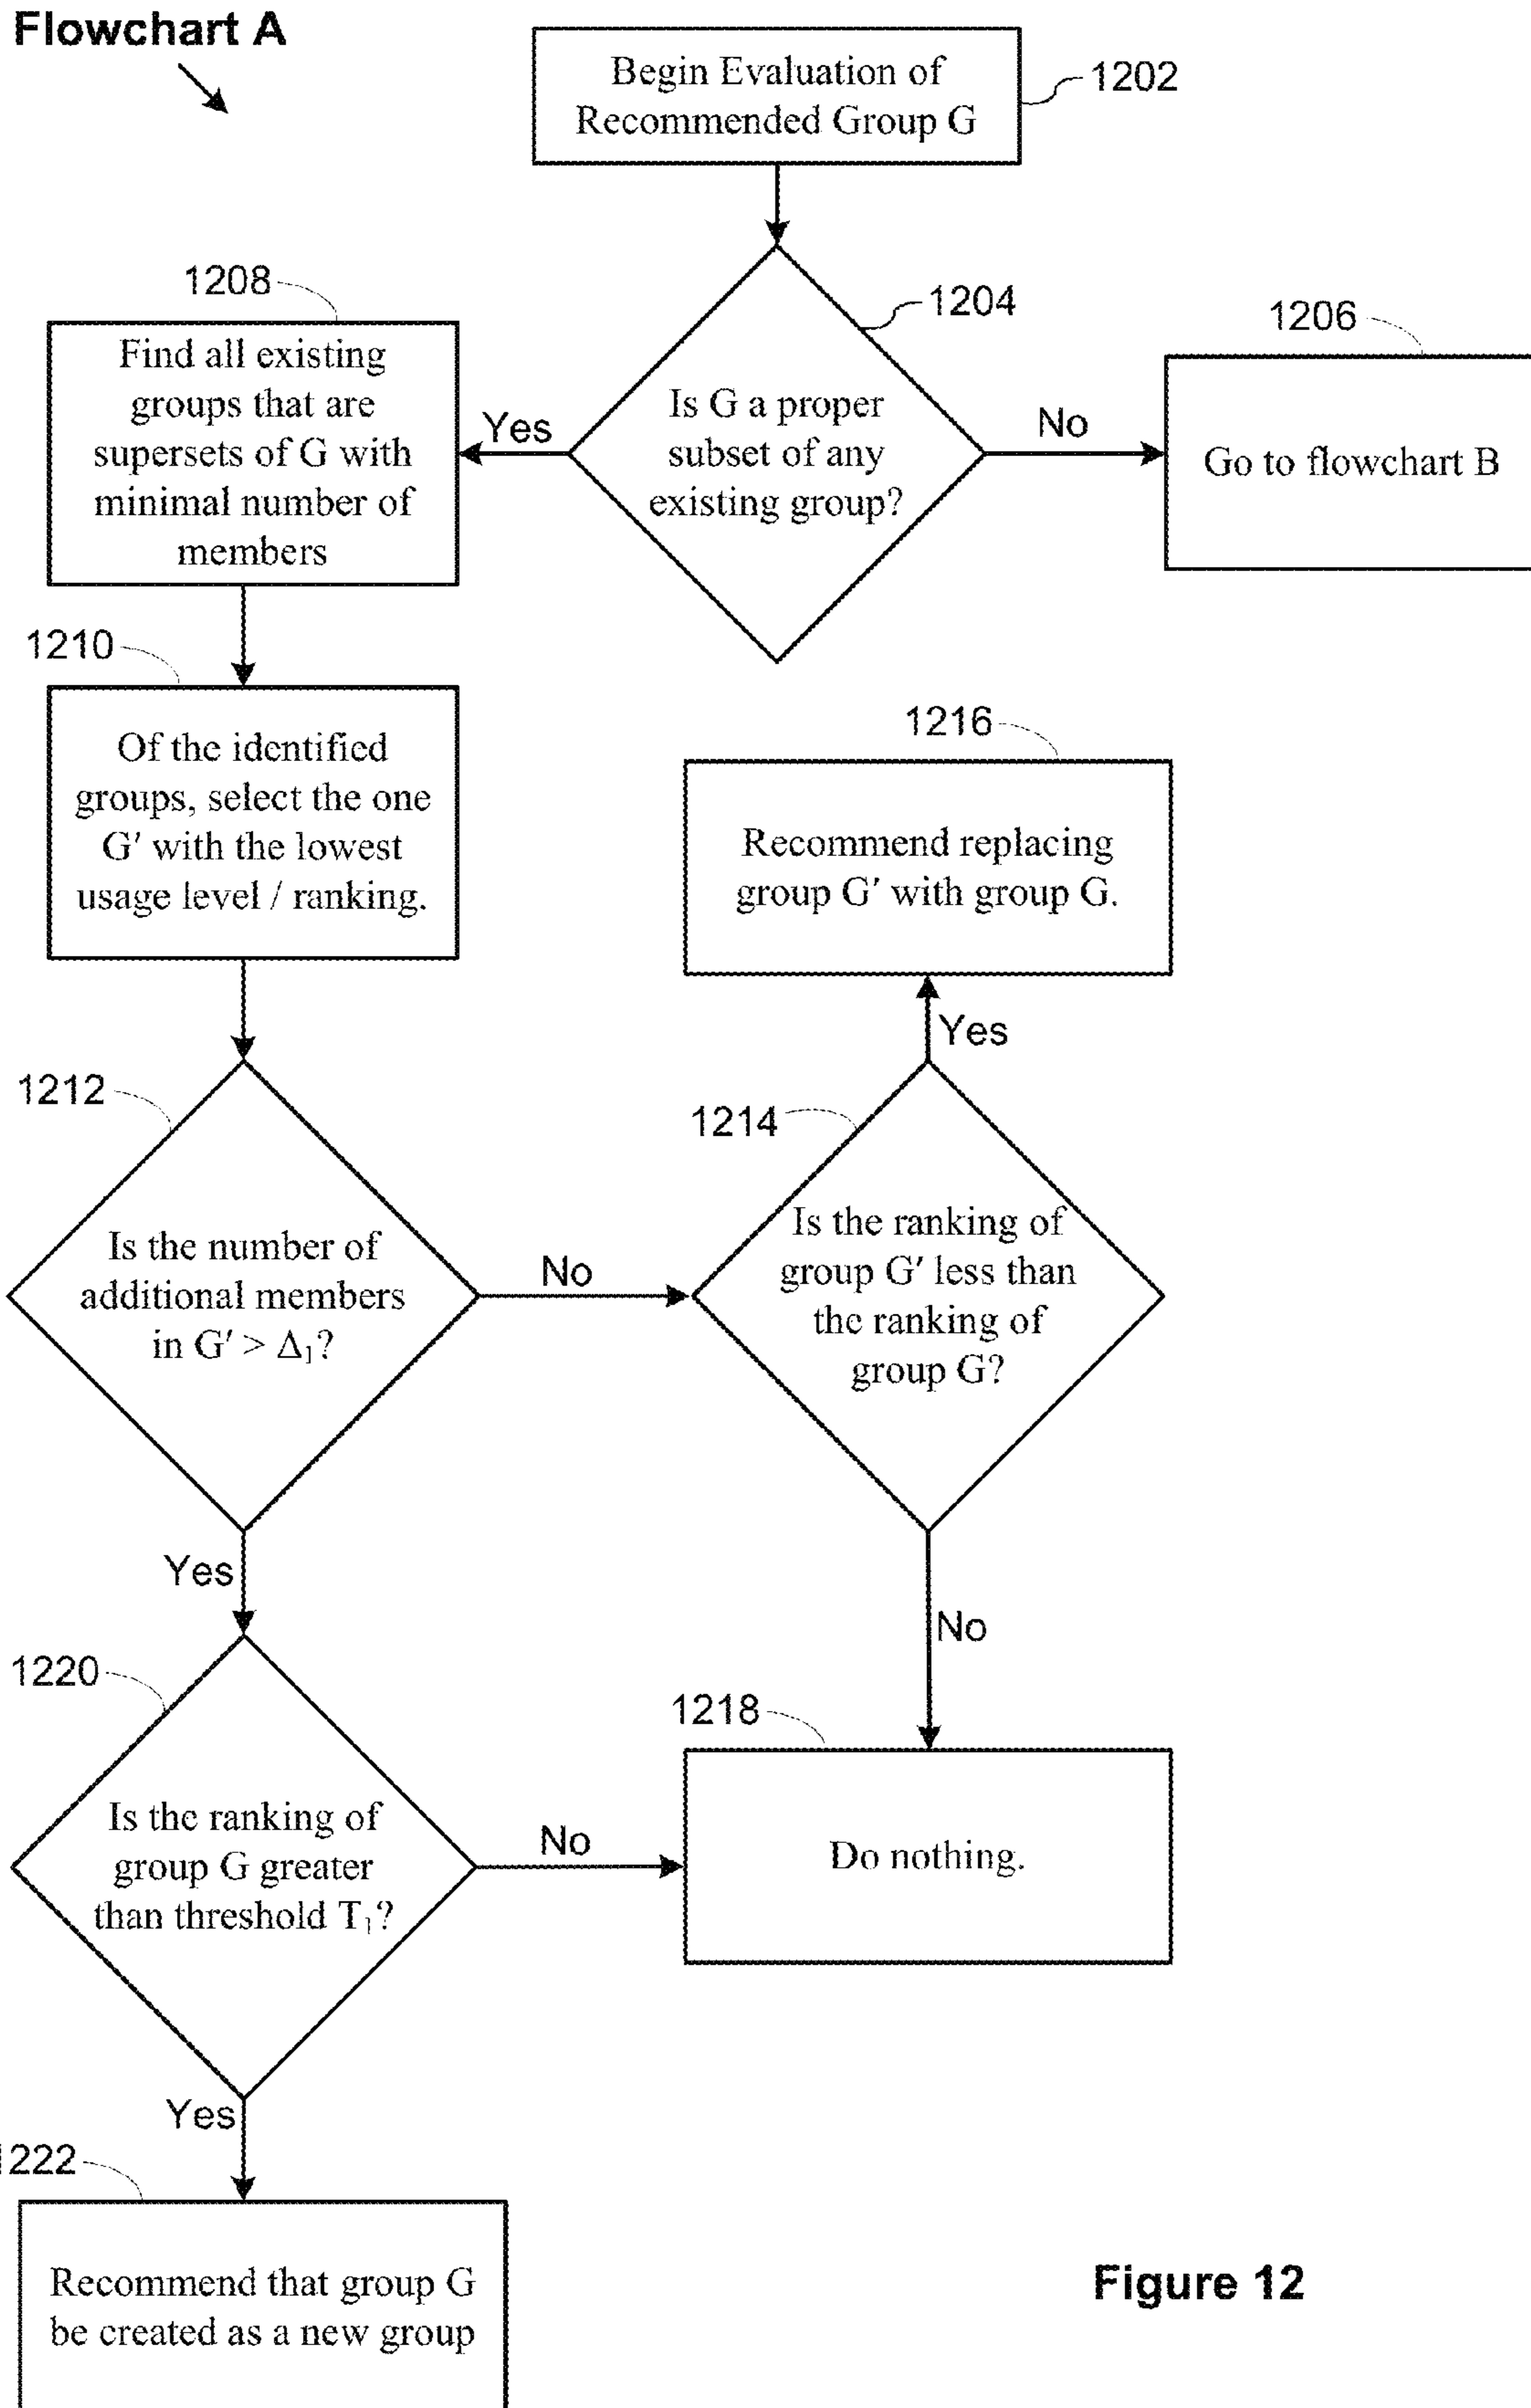 Flowchart A
Begin Evaluation of
Recommended Group G
1202
1204
Is G a proper
subset of any
existing group?
No
1206
Go to flowchart B
Yes
1208
Find all existing
groups that are
supersets of G with
minimal number of
members
1210
Of the identified
groups, select the one
G′ with the lowest
usage level / ranking.
1212
Is the number of
additional members
in G′ > Δ₁?
No
1214
Is the ranking of
group G′ less than
the ranking of
group G?
Yes
1216
Recommend replacing
group G′ with group G.
No
1218
Do nothing.
Yes
1220
Is the ranking of
group G greater
than threshold T₁?
No
Yes
1222
Recommend that group G
be created as a new group
Figure 12